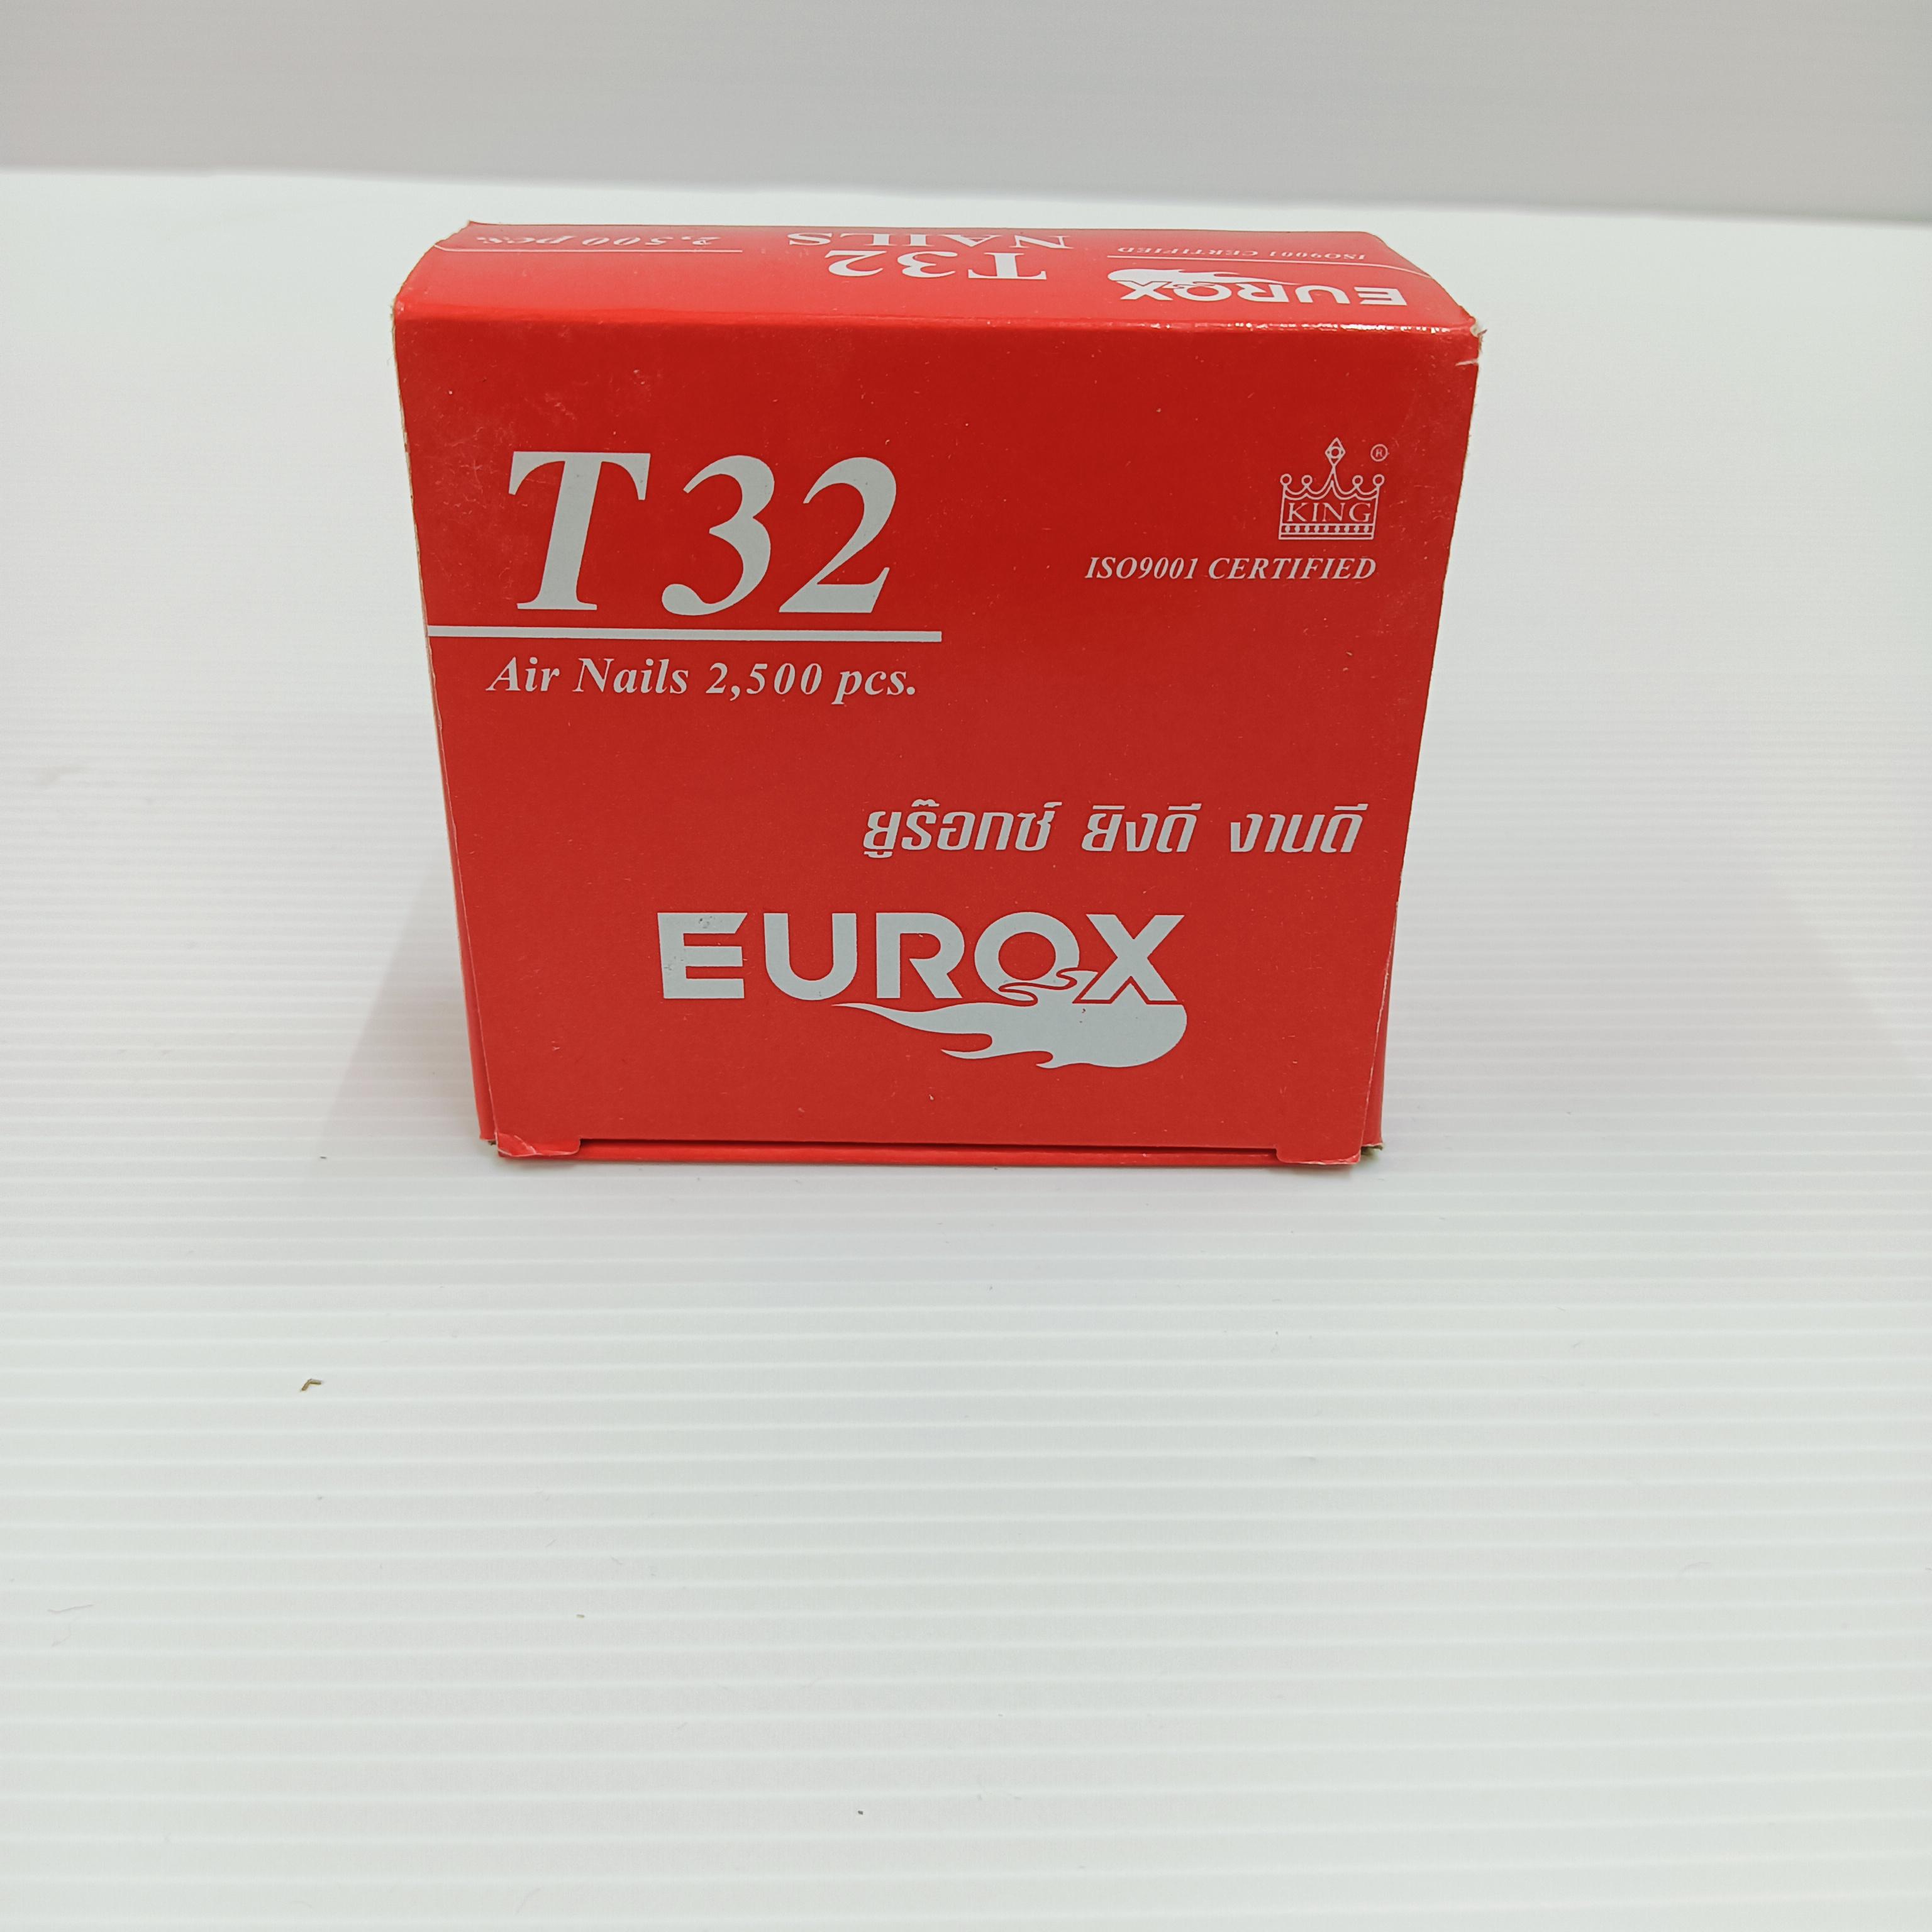 2,500 pcs.
T32
NAILS
ISO9001 CERTIFIED
EUROX
T32
Air Nails 2,500 pcs.
KING ®
ISO9001 CERTIFIED
ยูร๊อกซ์ ยิงดี งานดี
EUROX